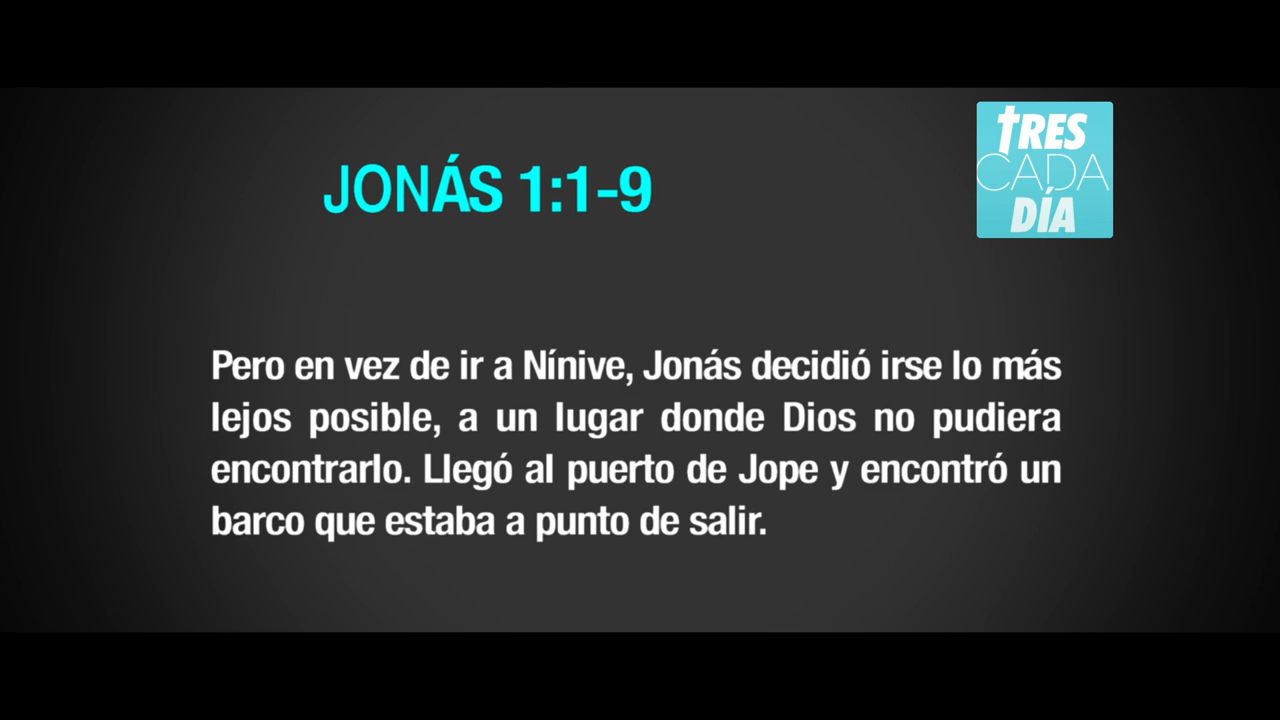 JONÁS 1:1-9
TRES
CADA
DÍA
Pero en vez de ir a Nínive, Jonás decidió irse lo más
lejos posible, a un lugar donde Dios no pudiera
encontrarlo. Llegó al puerto de Jope y encontró un
barco que estaba a punto de salir.